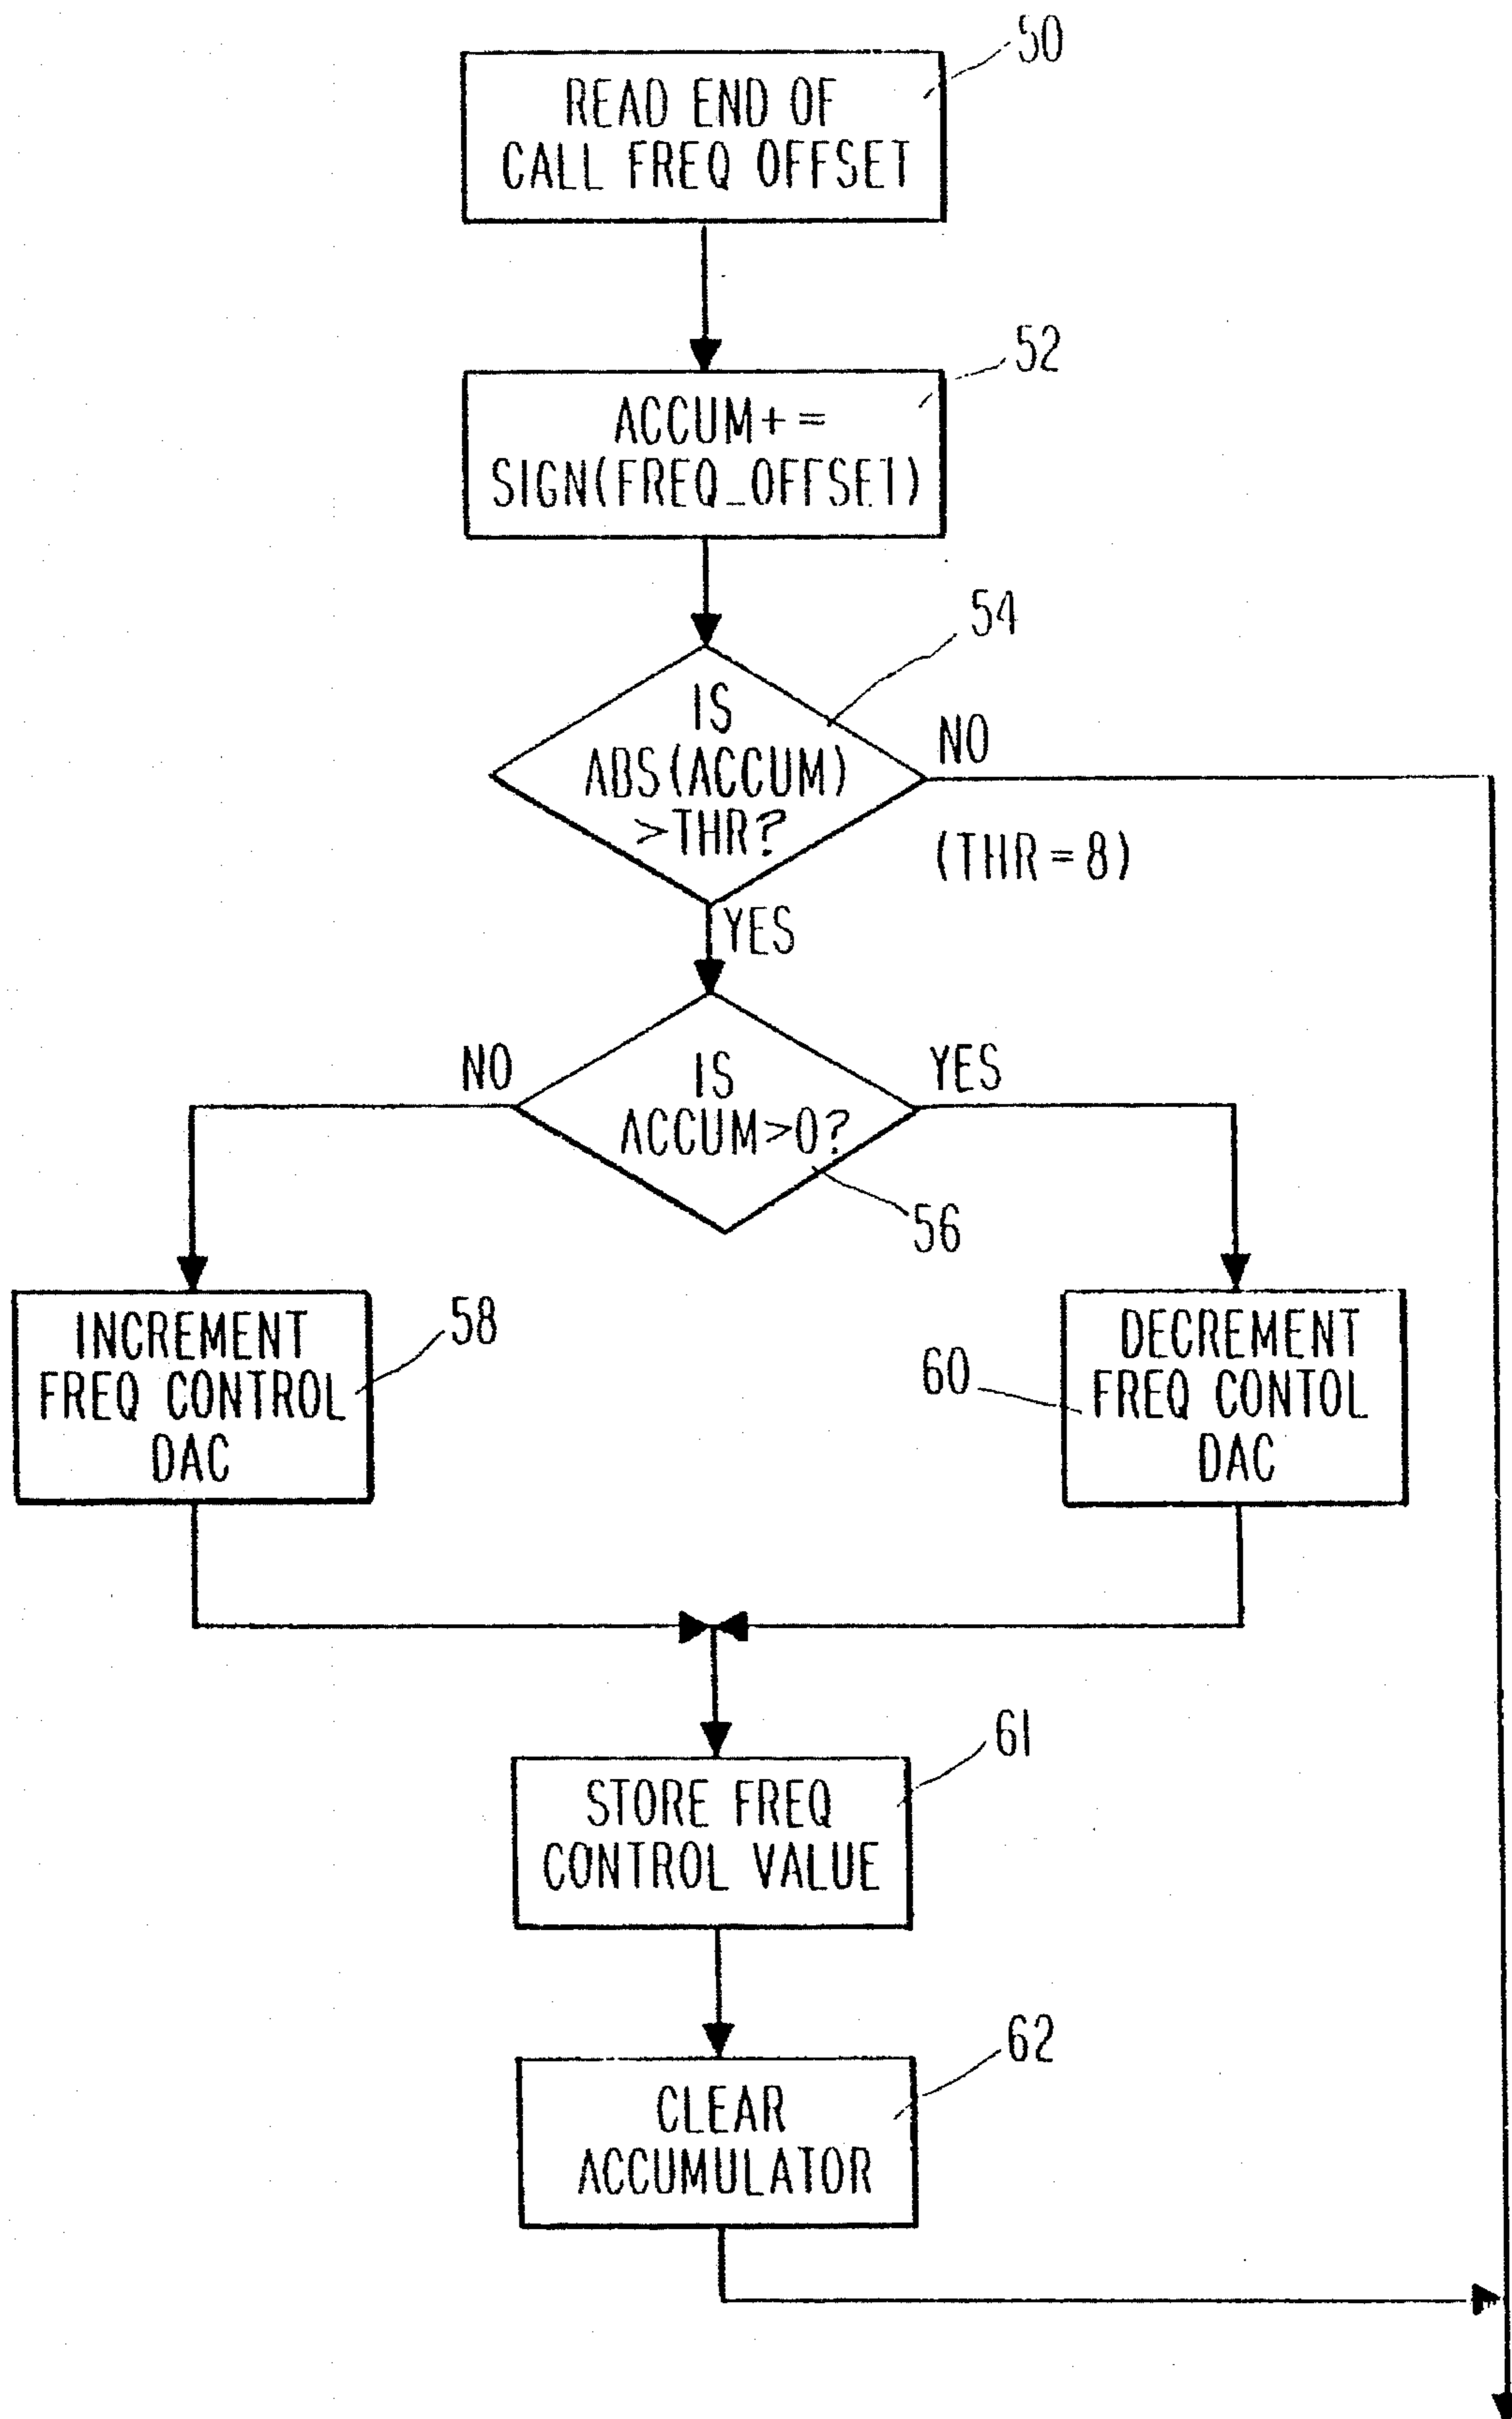 50
READ END OF
CALL FREQ OFFSET
52
ACCUM+=
SIGN(FREQ_OFFSET)
54
IS
ABS(ACCUM)
>THR?
NO
(THR=8)
YES
NO
IS
ACCUM>0?
YES
56
INCREMENT
FREQ CONTROL
DAC
58
60
DECREMENT
FREQ CONTOL
DAC
61
STORE FREQ
CONTROL VALUE
62
CLEAR
ACCUMULATOR